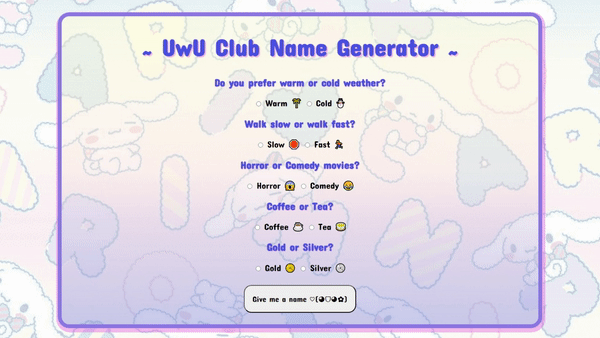 ~ UwU Club Name Generator ~
Do you prefer warm or cold weather?
Warm 🌴 Cold ⛄
Walk slow or walk fast?
Slow 🛑 Fast 🏃
Horror or Comedy movies?
Horror 😱 Comedy 😂
Coffee or Tea?
Coffee ☕ Tea 🍵
Gold or Silver?
Gold 🪙 Silver
Give me a name ♡(◕ᗜ◕✿)